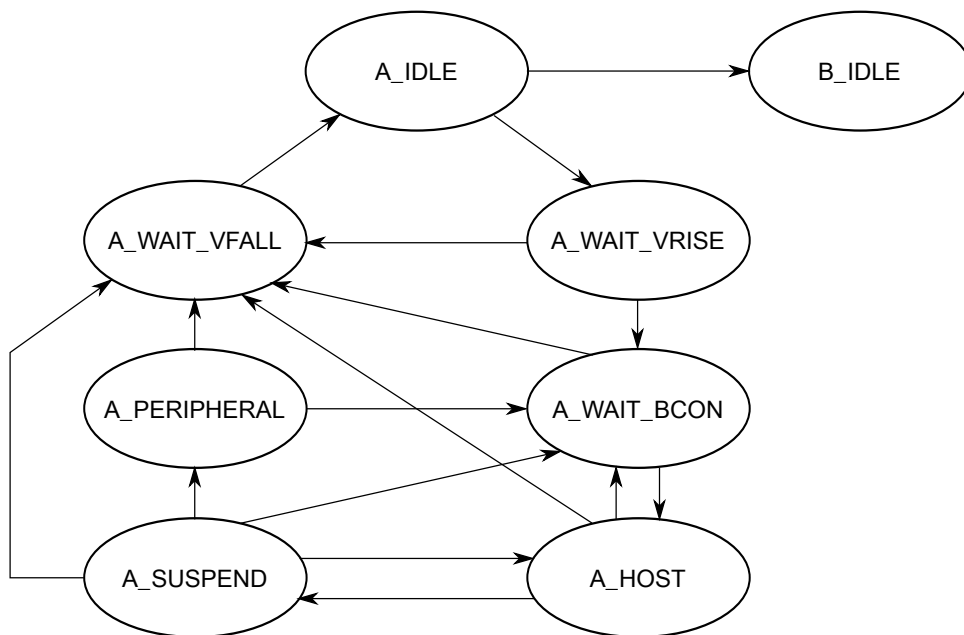 A_IDLE
B_IDLE
A_WAIT_VFALL
A_WAIT_VRISE
A_PERIPHERAL
A_WAIT_BCON
A_SUSPEND
A_HOST